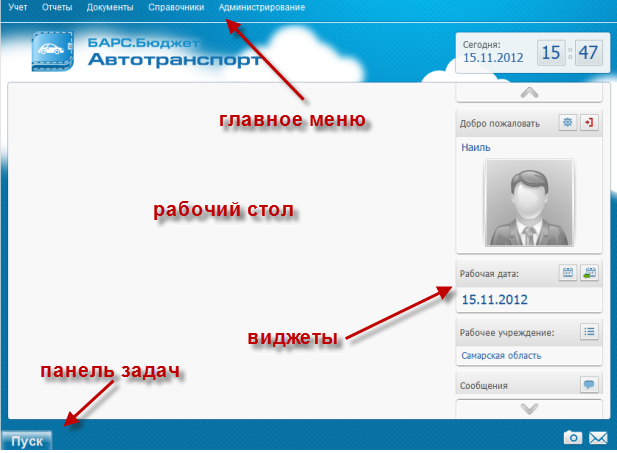 Учет Отчеты Документы Справочники Администрирование
БАРС.Бюджет
Автотранспорт
Сегодня:
15.11.2012
15 : 47
главное меню
Добро пожаловать
Наиль
рабочий стол
Рабочая дата:
15.11.2012
виджеты
Рабочее учреждение:
Самарская область
панель задач
Сообщения
Пуск